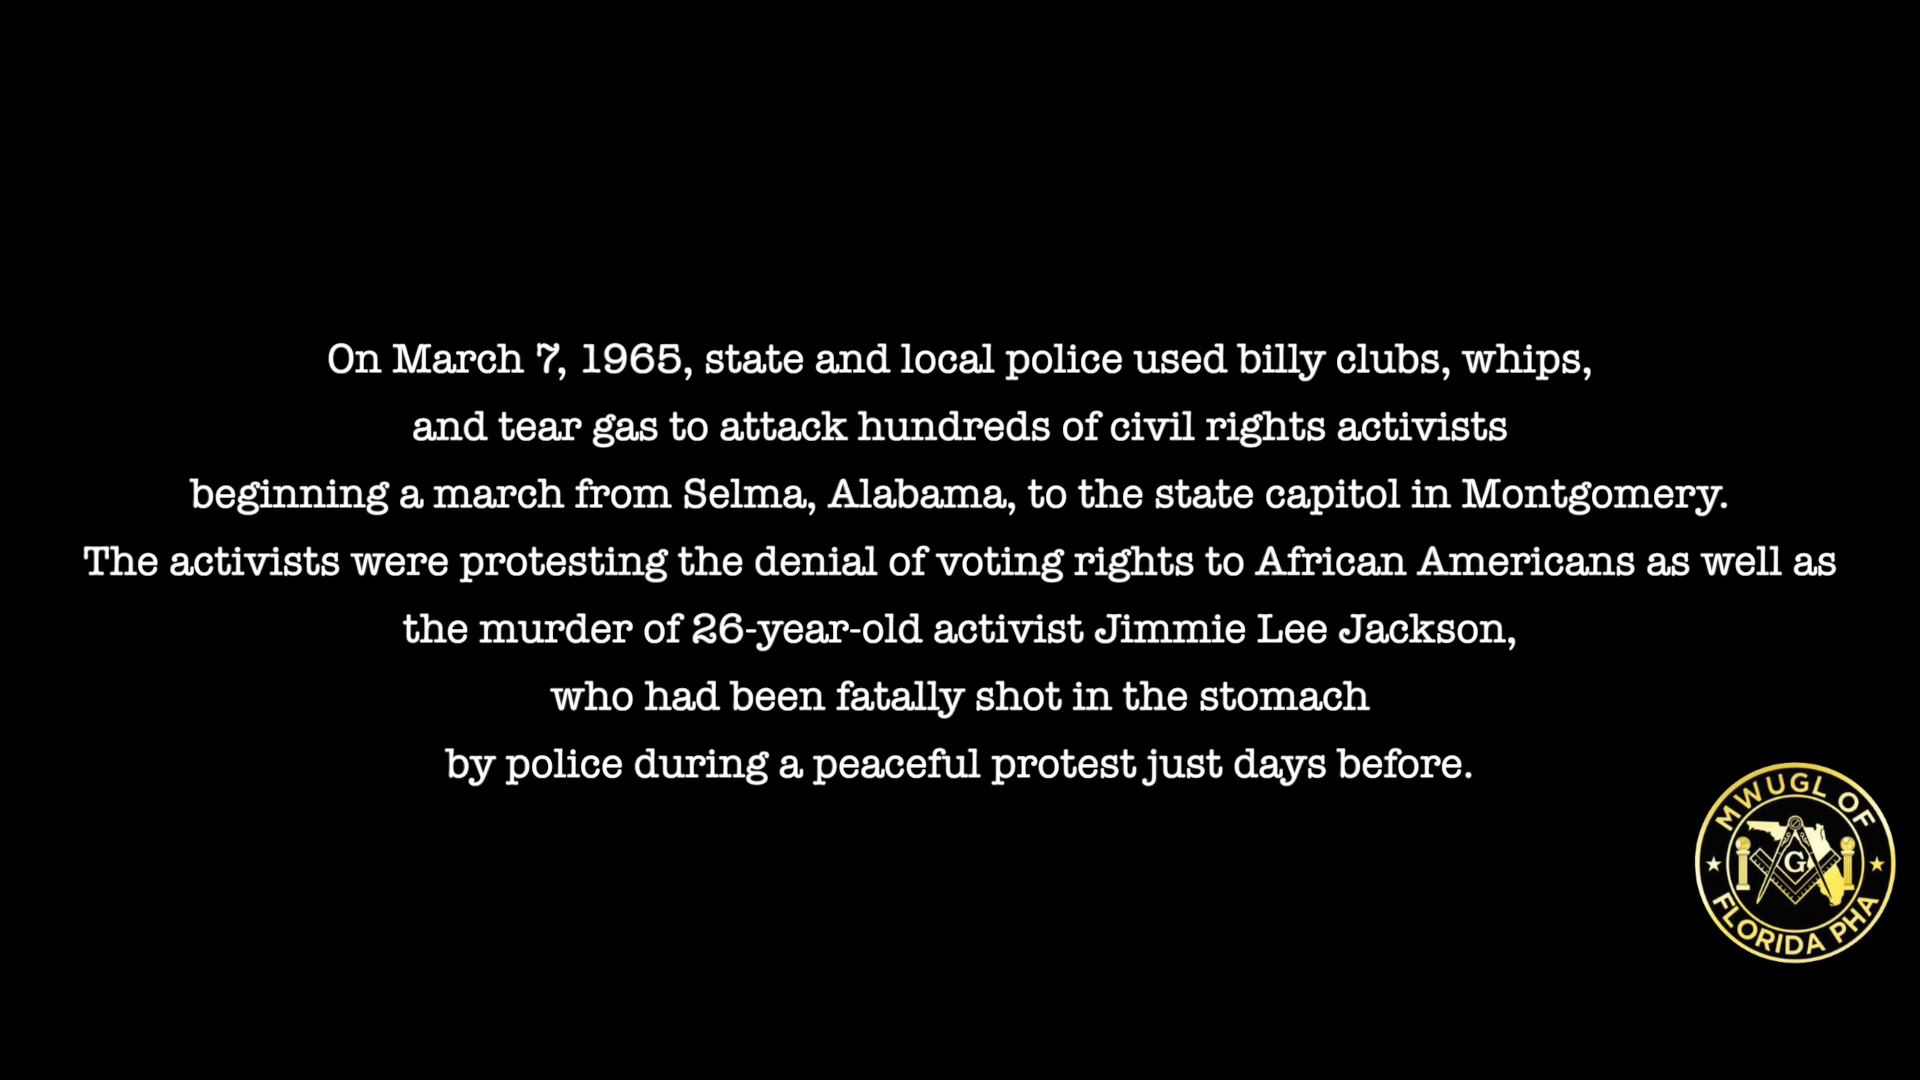 On March 7, 1965, state and local police used billy clubs, whips,
and tear gas to attack hundreds of civil rights activists
beginning a march from Selma, Alabama, to the state capitol in Montgomery.
The activists were protesting the denial of voting rights to African Americans as well as
the murder of 26-year-old activist Jimmie Lee Jackson,
who had been fatally shot in the stomach
by police during a peaceful protest just days before.
MWUGL OF
G
FLORIDA PHA